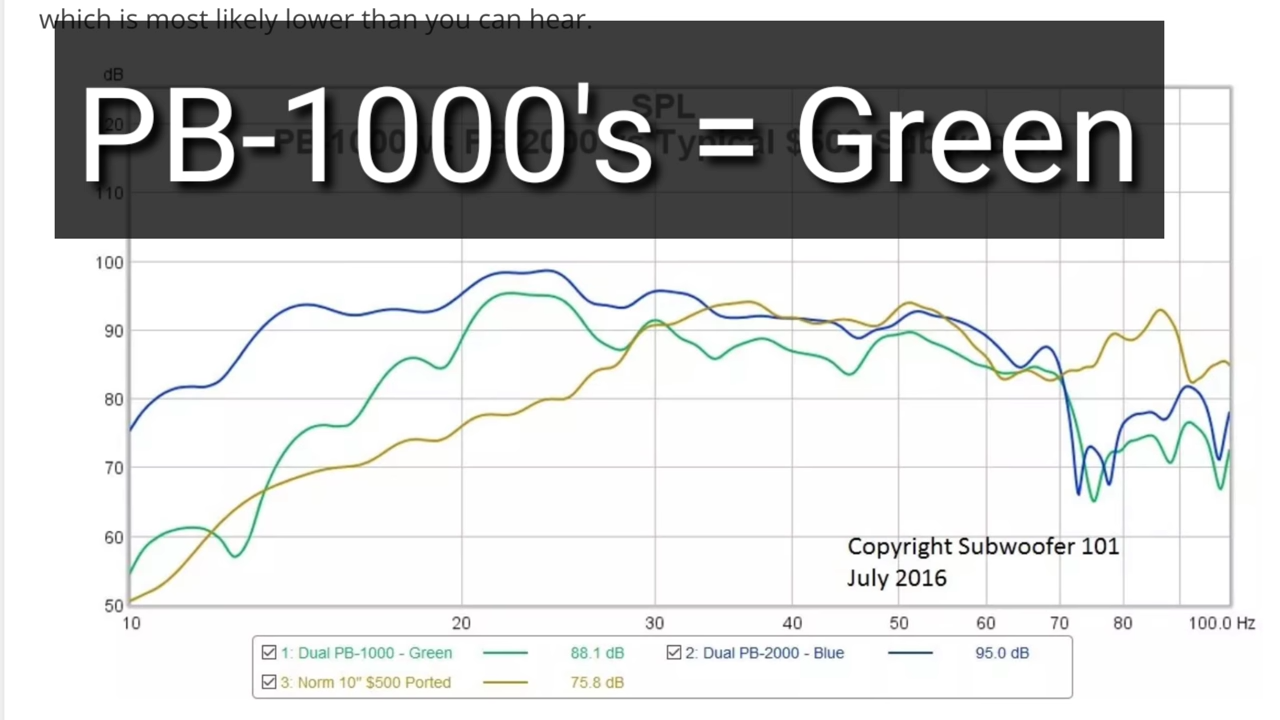 which is most likely lower than you can hear.
dB
SPL
PB-1000's = Green
120
110
100
90
80
70
60
50
Copyright Subwoofer 101
July 2016
10 20 30 40 50 60 70 80 100.0 Hz
1: Dual PB-1000 - Green 88.1 dB 2: Dual PB-2000 - Blue 95.0 dB
3: Norm 10" $500 Ported 75.8 dB